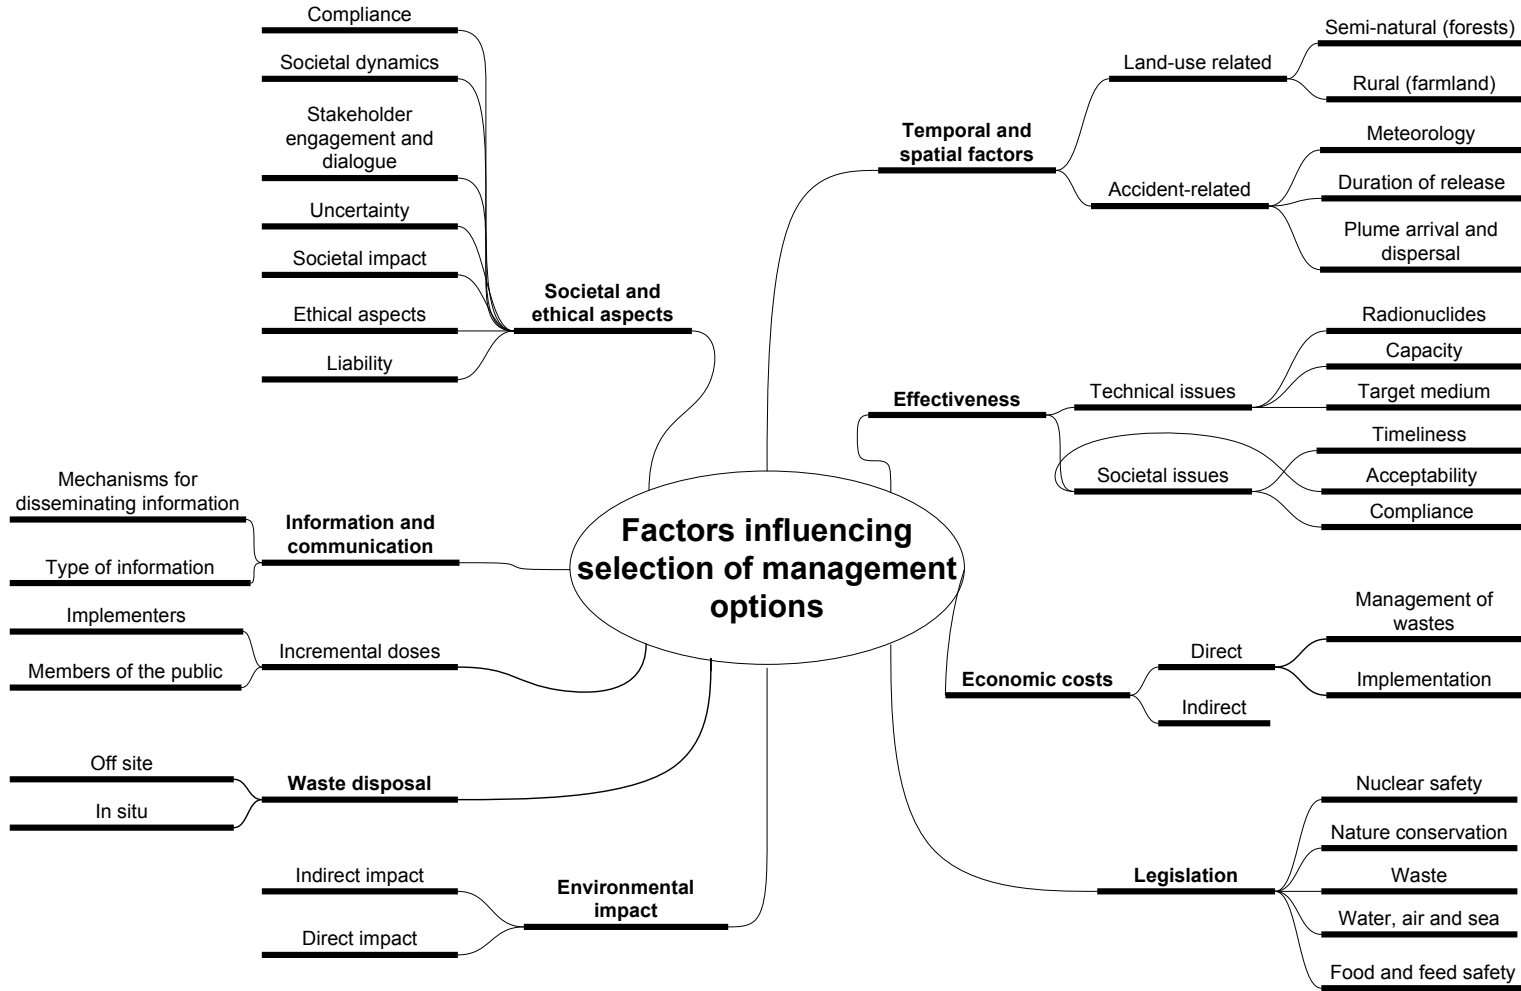 Compliance
Societal dynamics
Stakeholder
engagement and
dialogue
Uncertainty
Societal impact
Ethical aspects
Liability
Societal and
ethical aspects
Mechanisms for
disseminating information
Type of information
Information and
communication
Implementers
Members of the public
Incremental doses
Off site
In situ
Waste disposal
Indirect impact
Direct impact
Environmental
impact
Factors influencing
selection of management
options
Temporal and
spatial factors
Land-use related
Semi-natural (forests)
Rural (farmland)
Accident-related
Meteorology
Duration of release
Plume arrival and
dispersal
Effectiveness
Technical issues
Radionuclides
Capacity
Target medium
Societal issues
Timeliness
Acceptability
Compliance
Economic costs
Direct
Management of
wastes
Implementation
Indirect
Legislation
Nuclear safety
Nature conservation
Waste
Water, air and sea
Food and feed safety